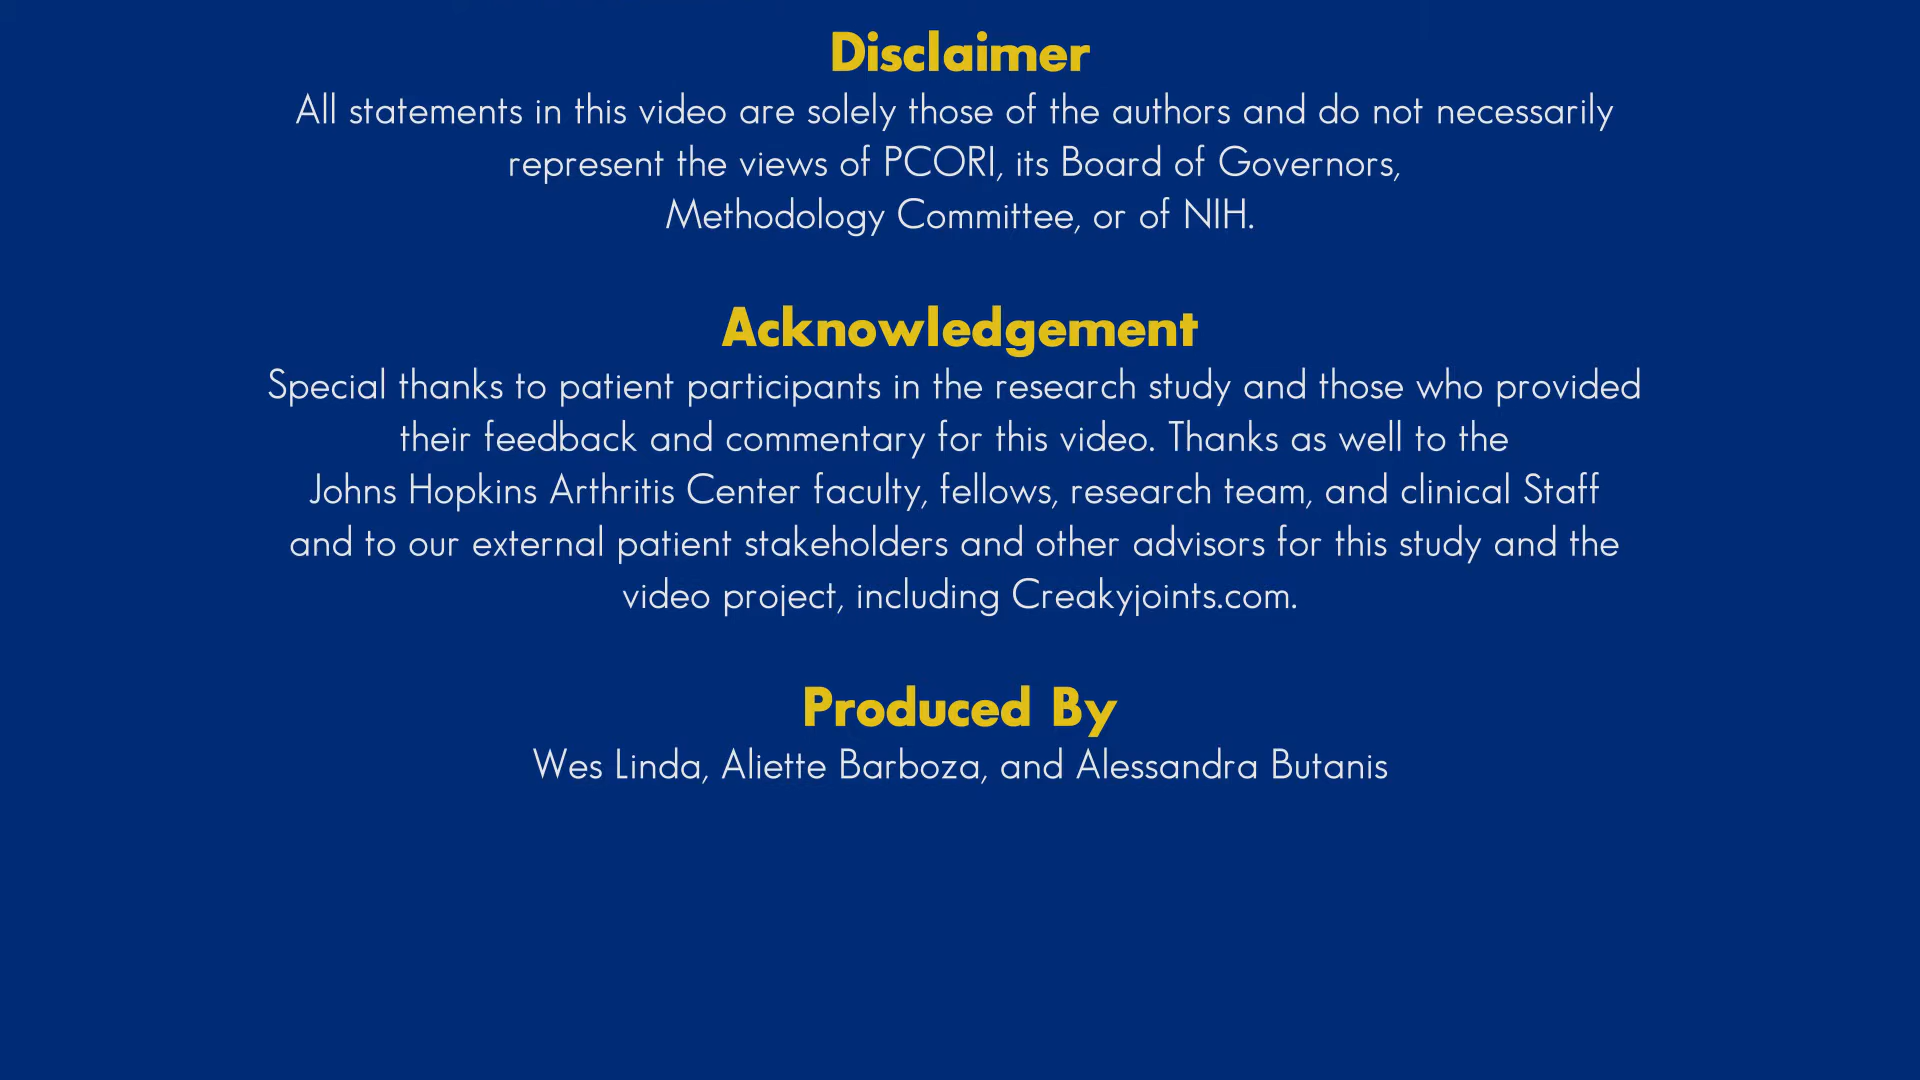 Disclaimer
All statements in this video are solely those of the authors and do not necessarily
represent the views of PCORI, its Board of Governors,
Methodology Committee, or of NIH.
Acknowledgement
Special thanks to patient participants in the research study and those who provided
their feedback and commentary for this video. Thanks as well to the
Johns Hopkins Arthritis Center faculty, fellows, research team, and clinical Staff
and to our external patient stakeholders and other advisors for this study and the
video project, including Creakyjoints.com.
Produced By
Wes Linda, Aliette Barboza, and Alessandra Butanis